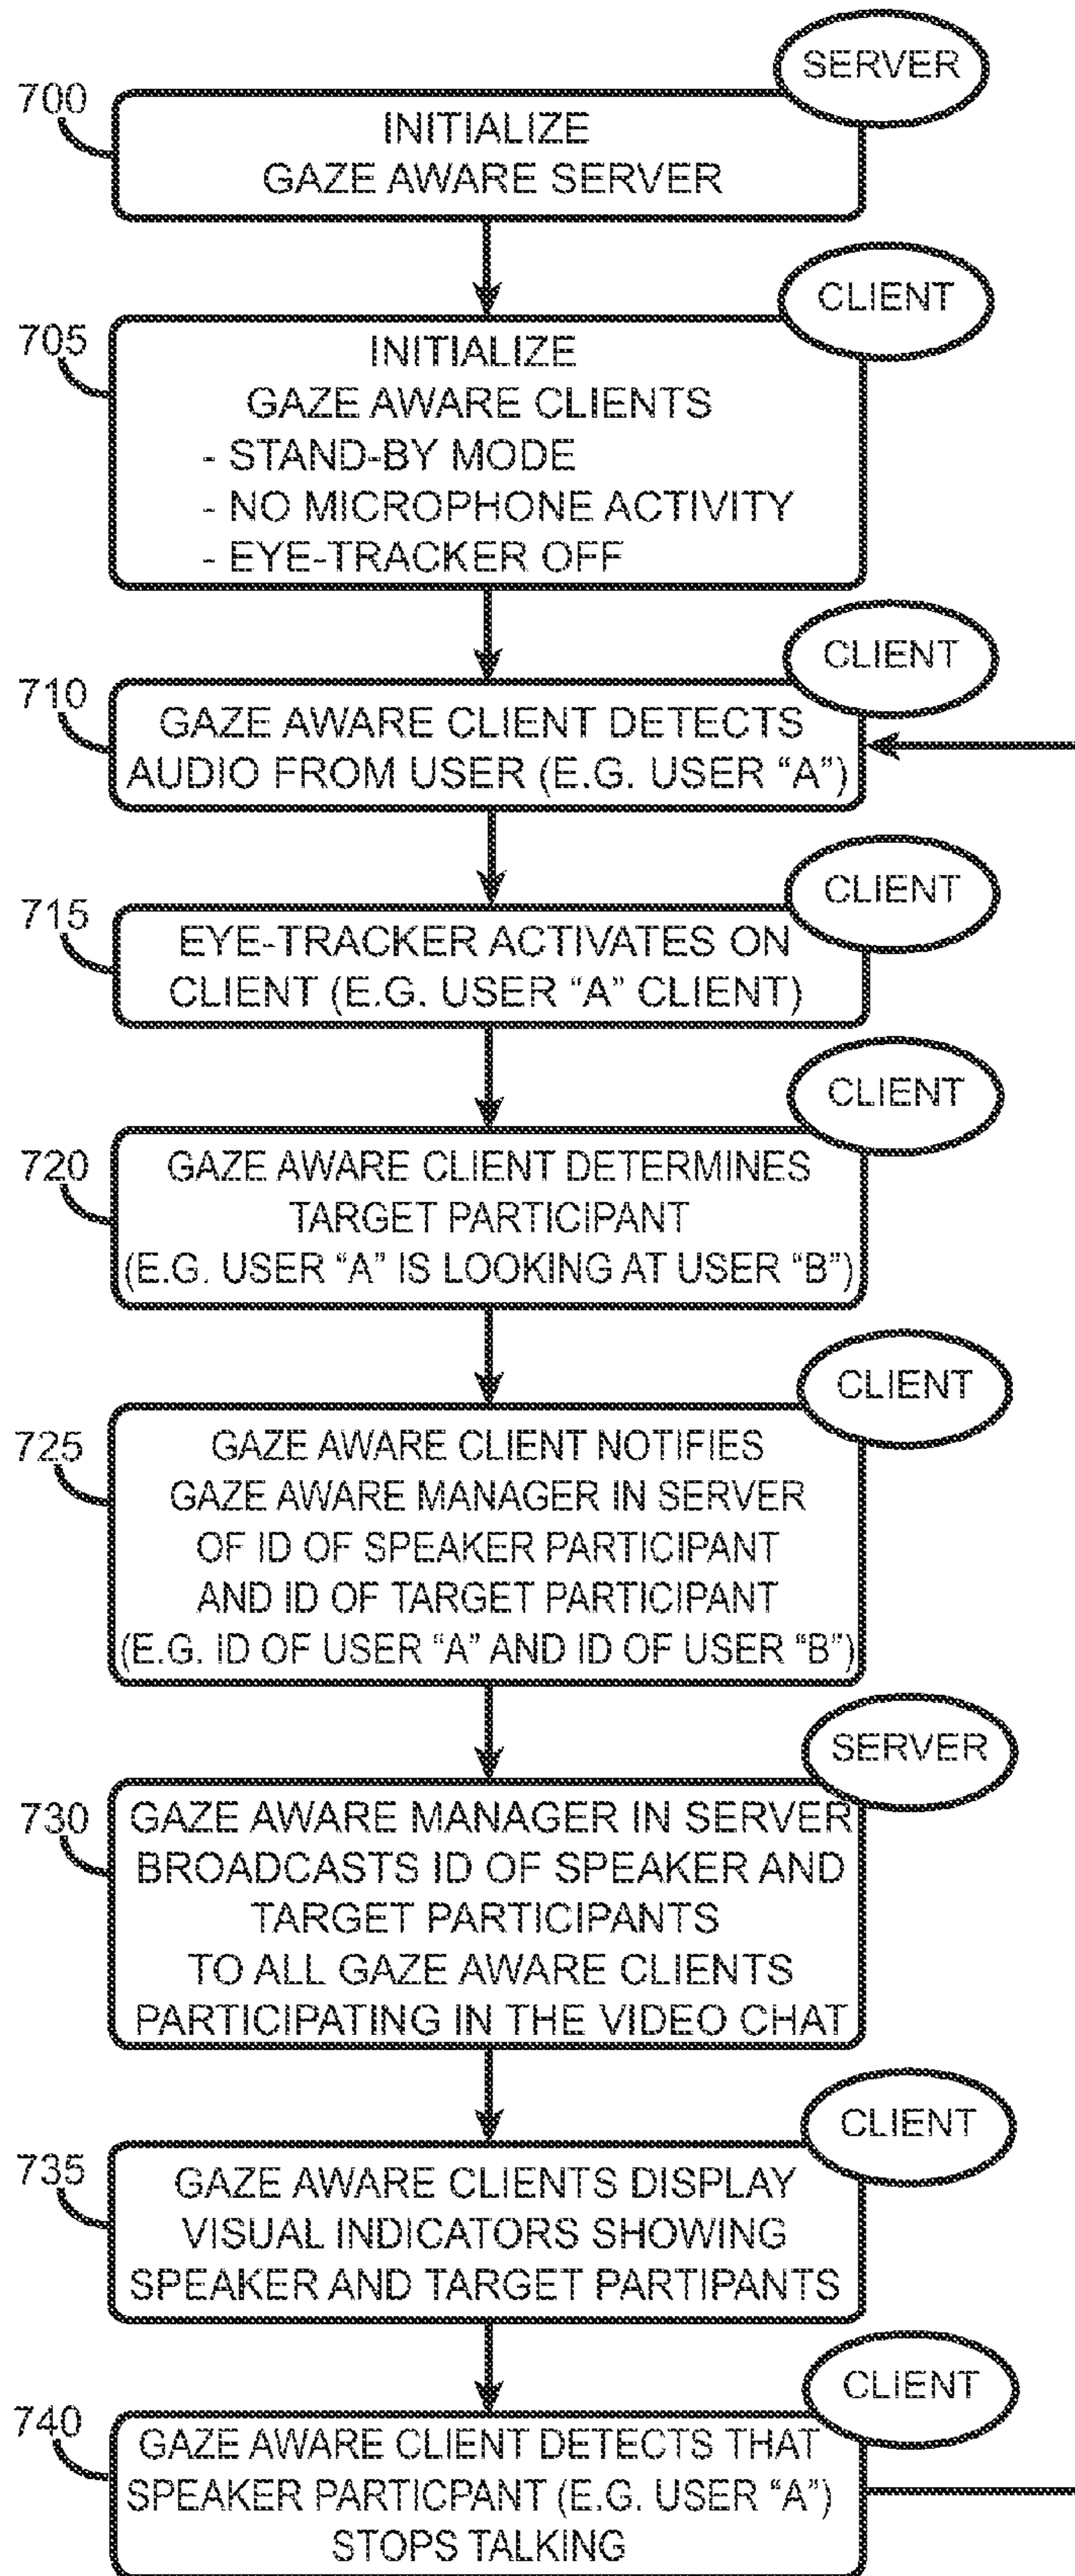 SERVER
700
INITIALIZE
GAZE AWARE SERVER
CLIENT
705
INITIALIZE
GAZE AWARE CLIENTS
- STAND-BY MODE
- NO MICROPHONE ACTIVITY
- EYE-TRACKER OFF
CLIENT
710
GAZE AWARE CLIENT DETECTS
AUDIO FROM USER (E.G. USER “A”)
CLIENT
715
EYE-TRACKER ACTIVATES ON
CLIENT (E.G. USER “A” CLIENT)
CLIENT
720
GAZE AWARE CLIENT DETERMINES
TARGET PARTICIPANT
(E.G. USER “A” IS LOOKING AT USER “B”)
CLIENT
725
GAZE AWARE CLIENT NOTIFIES
GAZE AWARE MANAGER IN SERVER
OF ID OF SPEAKER PARTICIPANT
AND ID OF TARGET PARTICIPANT
(E.G. ID OF USER “A” AND ID OF USER “B”)
SERVER
730
GAZE AWARE MANAGER IN SERVER
BROADCASTS ID OF SPEAKER AND
TARGET PARTICIPANTS
TO ALL GAZE AWARE CLIENTS
PARTICIPATING IN THE VIDEO CHAT
CLIENT
735
GAZE AWARE CLIENTS DISPLAY
VISUAL INDICATORS SHOWING
SPEAKER AND TARGET PARTIPANTS
CLIENT
740
GAZE AWARE CLIENT DETECTS THAT
SPEAKER PARTICPANT (E.G. USER “A”)
STOPS TALKING